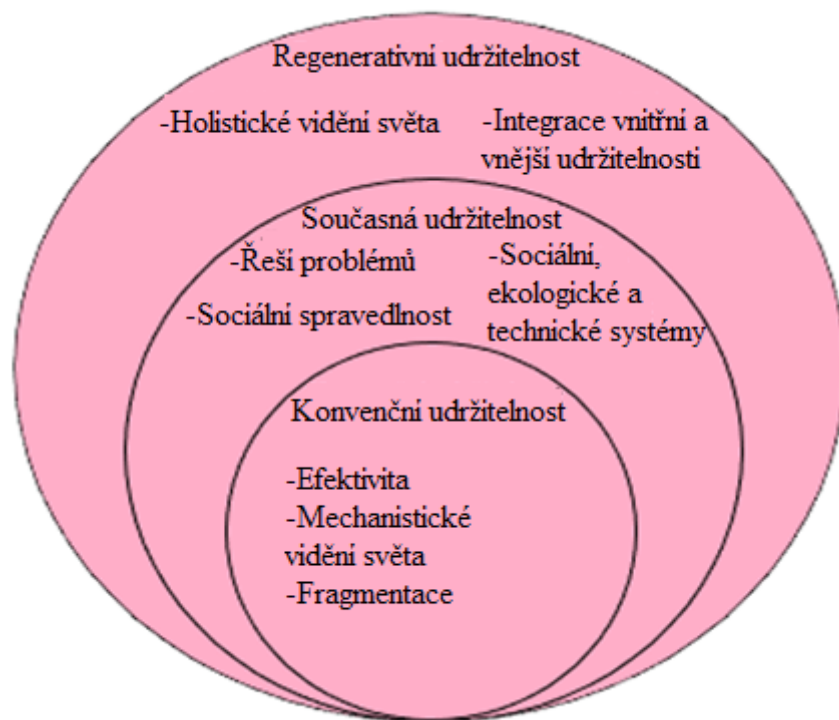 Regenerativní udržitelnost
-Holistické vidění světa
-Integrace vnitřní a
vnější udržitelnosti
Současná udržitelnost
-Řeší problémů
-Sociální spravedlnost
-Sociální,
ekologické a
technické systémy
Konvenční udržitelnost
-Efektivita
-Mechanistické
vidění světa
-Fragmentace